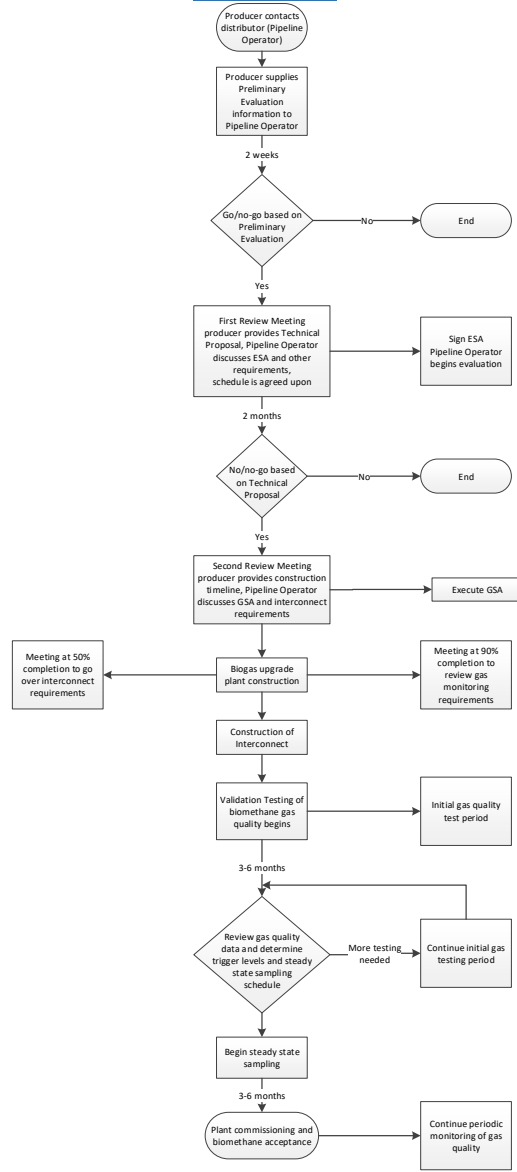 Producer contacts
distributor (Pipeline
Operator)
Producer supplies
Preliminary
Evaluation
information to
Pipeline Operator
2 weeks
Go/no-go based on
Preliminary
Evaluation
No
End
Yes
First Review Meeting
producer provides Technical
Proposal, Pipeline Operator
discusses ESA and other
requirements,
schedule is agreed upon
Sign ESA
Pipeline Operator
begins evaluation
2 months
No/no-go based
on Technical
Proposal
No
End
Yes
Second Review Meeting
producer provides construction
timeline, Pipeline Operator
discusses GSA and interconnect
requirements
Execute GSA
Meeting at 50%
completion to go
over interconnect
requirements
Biogas upgrade
plant construction
Meeting at 90%
completion to
review gas
monitoring
requirements
Construction of
Interconnect
Validation Testing of
biomethane gas
quality begins
Initial gas quality
test period
3-6 months
Review gas quality
data and determine
trigger levels and steady
state sampling
schedule
More testing
needed
Continue initial gas
testing period
Begin steady state
sampling
3-6 months
Plant commissioning and
biomethane acceptance
Continue periodic
monitoring of gas
quality